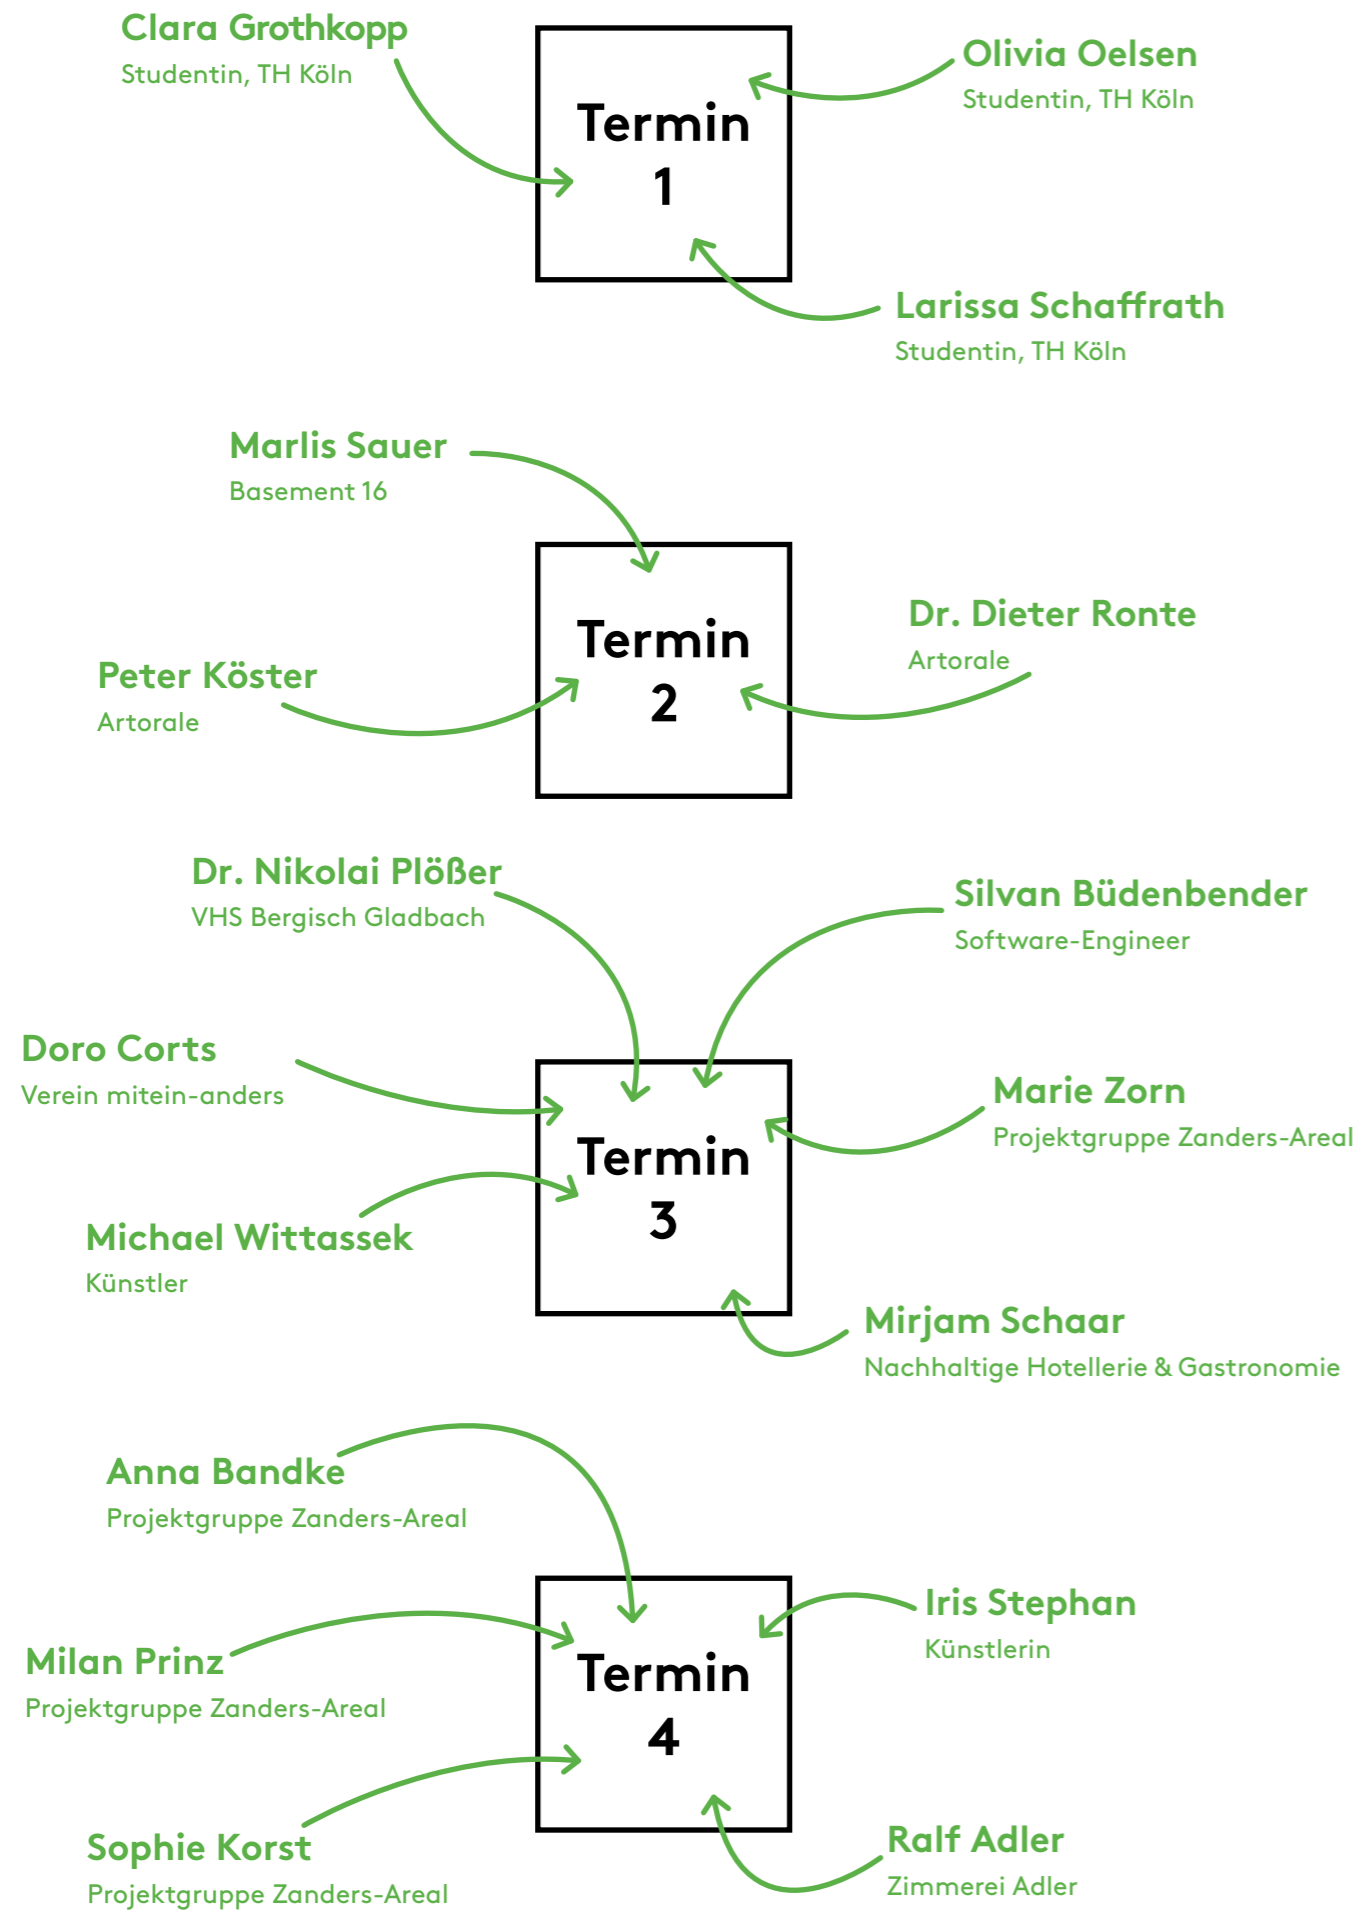 Clara Grothkopp
Studentin, TH Köln
Olivia Oelsen
Studentin, TH Köln
Termin
1
Larissa Schaffrath
Studentin, TH Köln
Marlis Sauer
Basement 16
Termin
2
Dr. Dieter Ronte
Artorale
Peter Köster
Artorale
Dr. Nikolai Plößer
VHS Bergisch Gladbach
Silvan Büdenbender
Software-Engineer
Doro Corts
Verein mitein-anders
Marie Zorn
Projektgruppe Zanders-Areal
Termin
3
Michael Wittassek
Künstler
Mirjam Schaar
Nachhaltige Hotellerie & Gastronomie
Anna Bandke
Projektgruppe Zanders-Areal
Iris Stephan
Künstlerin
Milan Prinz
Projektgruppe Zanders-Areal
Termin
4
Sophie Korst
Projektgruppe Zanders-Areal
Ralf Adler
Zimmerei Adler